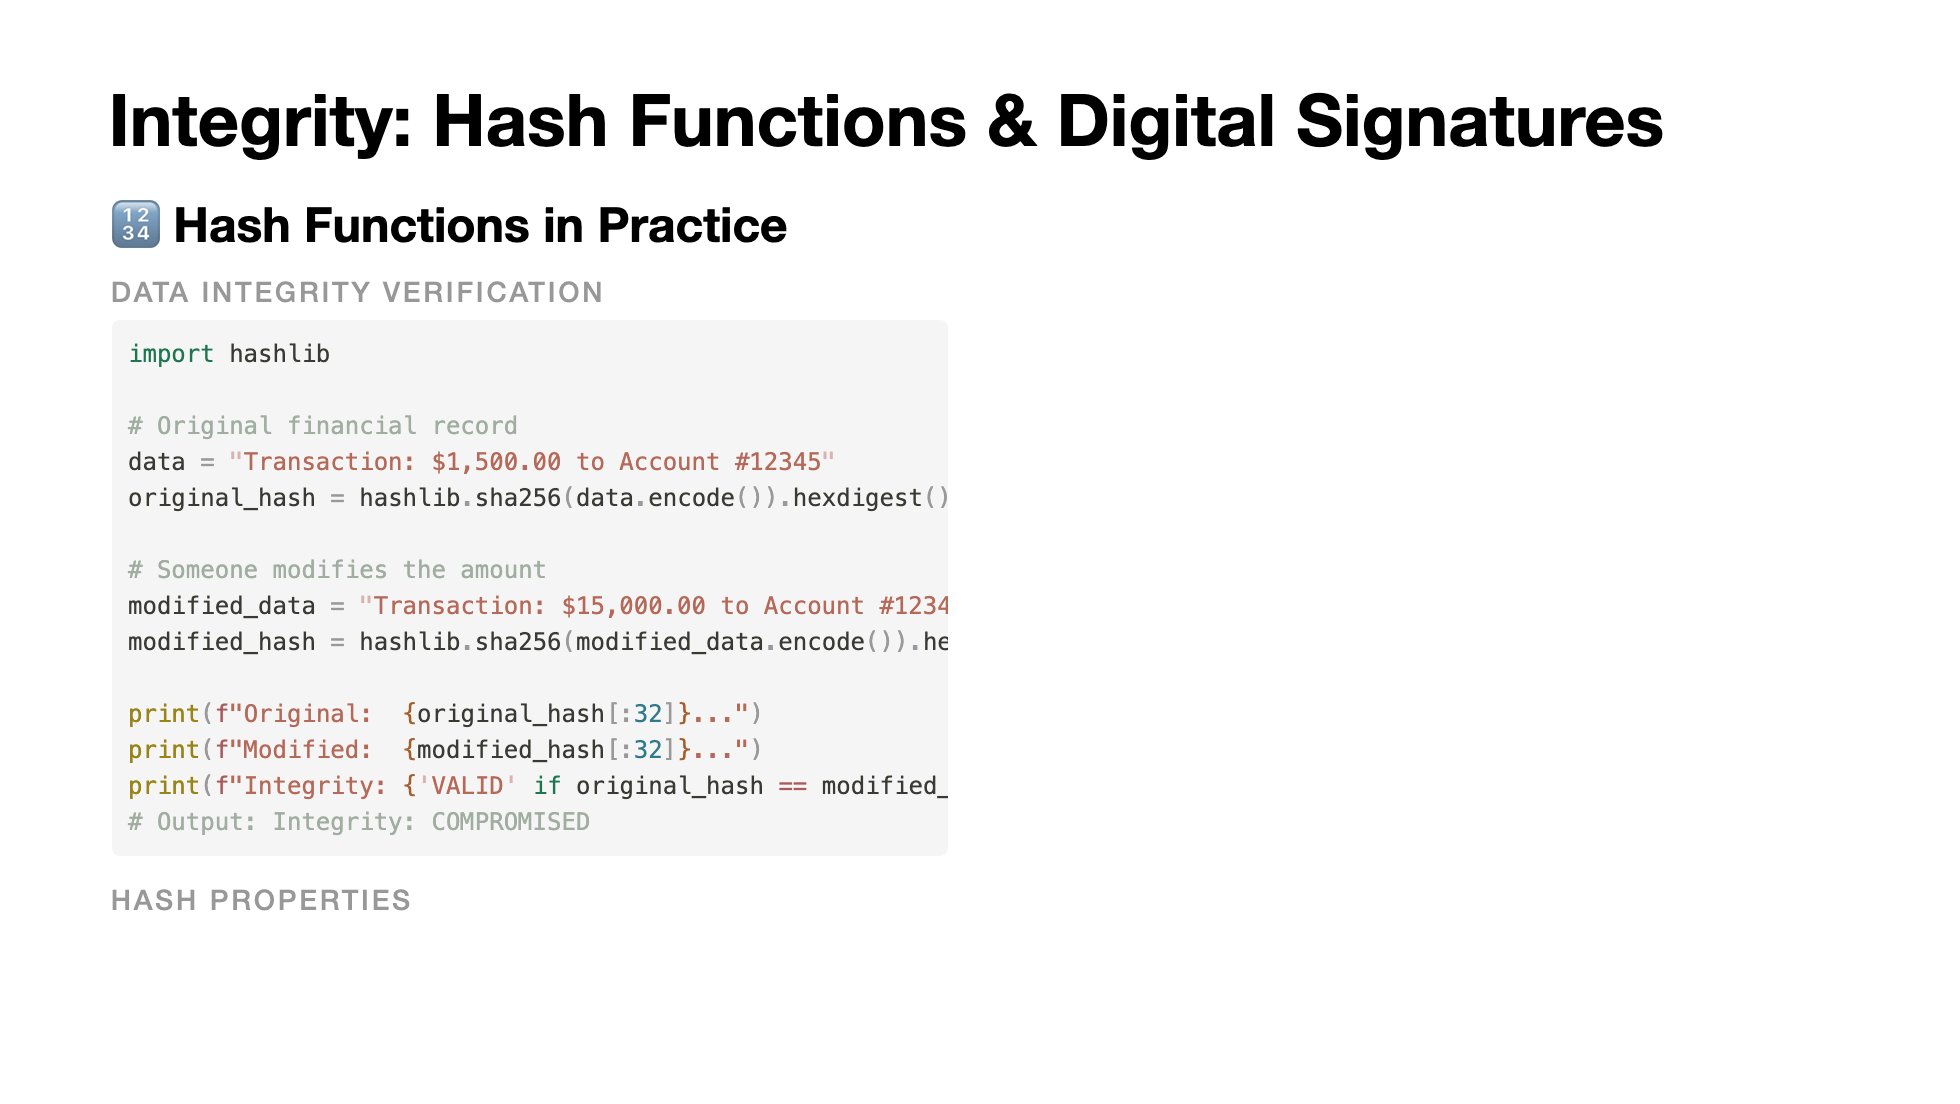 Integrity: Hash Functions & Digital Signatures
🔢 Hash Functions in Practice
DATA INTEGRITY VERIFICATION
import hashlib
# Original financial record
data = "Transaction: $1,500.00 to Account #12345"
original_hash = hashlib.sha256(data.encode()).hexdigest()
# Someone modifies the amount
modified_data = "Transaction: $15,000.00 to Account #1234
modified_hash = hashlib.sha256(modified_data.encode()).he
print(f"Original:  {original_hash[:32]}...")
print(f"Modified:  {modified_hash[:32]}...")
print(f"Integrity: {'VALID' if original_hash == modified_
# Output: Integrity: COMPROMISED
HASH PROPERTIES